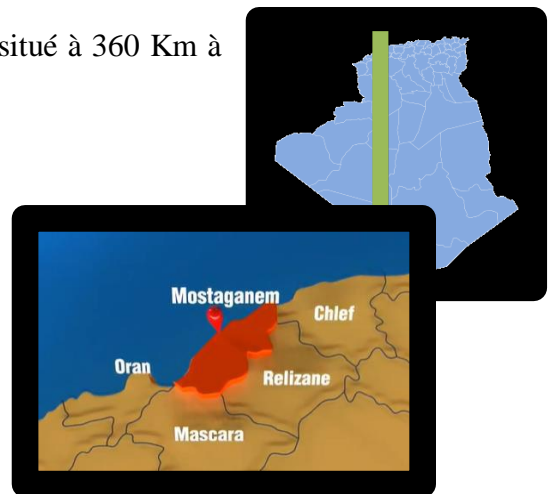 situé à 360 Km à
Mostaganem
Chlef
Oran
Relizane
Mascara